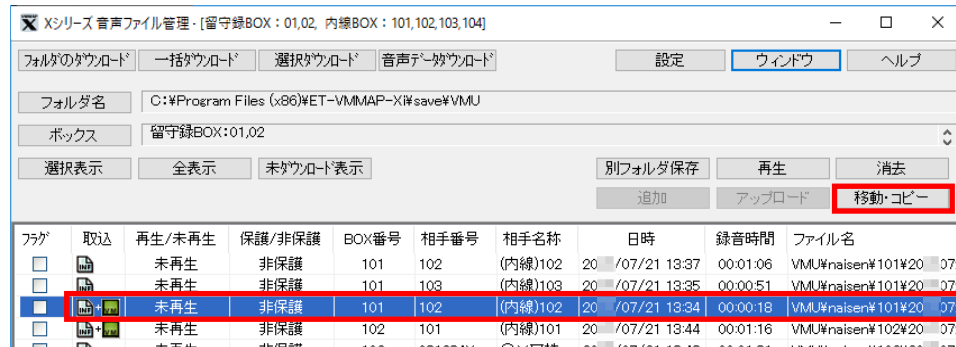 Xシリーズ 音声ファイル管理 - [留守録BOX : 01,02, 内線BOX : 101,102,103,104]
フォルダのダウンロード 一括ダウンロード 選択ダウンロード 音声データダウンロード 設定 ウィンドウ ヘルプ
フォルダ名 C:¥Program Files (x86)¥ET-VMMAP-Xi¥save¥VMU
ボックス 留守録BOX:01,02
選択表示 全表示 未ダウンロード表示 別フォルダ保存 再生 消去
追加 アップロード 移動・コピー
フラグ 取込 再生/未再生 保護/非保護 BOX番号 相手番号 相手名称 日時 録音時間 ファイル名
未再生 非保護 101 102 (内線)102 20 /07/21 13:37 00:01:06 VMU¥naisen¥101¥20 07
未再生 非保護 101 103 (内線)103 20 /07/21 13:35 00:00:51 VMU¥naisen¥101¥20 07
未再生 非保護 101 102 (内線)102 20 /07/21 13:34 00:00:18 VMU¥naisen¥101¥20 07
未再生 非保護 102 101 (内線)101 20 /07/21 13:44 00:01:16 VMU¥naisen¥102¥20 07